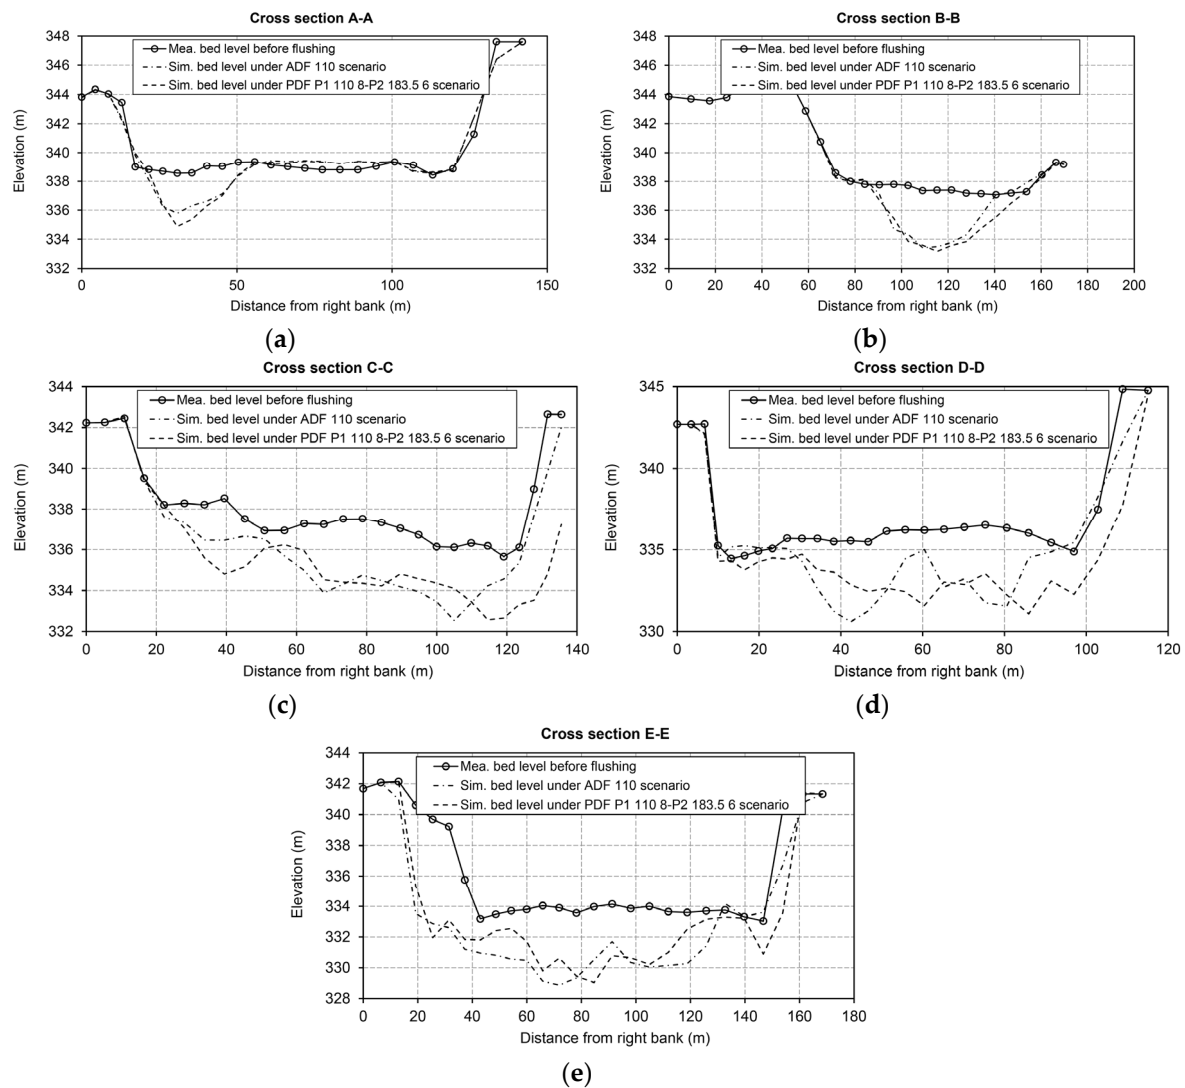 Cross section A-A
Mea. bed level before flushing
Sim. bed level under ADF 110 scenario
Sim. bed level under PDF P1 110 8-P2 183.5 6 scenario
Elevation (m)
348
346
344
342
340
338
336
334
332
0 50 100 150
Distance from right bank (m)
(a)
Cross section B-B
Mea. bed level before flushing
Sim. bed level under ADF 110 scenario
Sim. bed level under PDF P1 110 8-P2 183.5 6 scenario
Elevation (m)
348
346
344
342
340
338
336
334
332
0 20 40 60 80 100 120 140 160 180 200
Distance from right bank (m)
(b)
Cross section C-C
Mea. bed level before flushing
Sim. bed level under ADF 110 scenario
Sim. bed level under PDF P1 110 8-P2 183.5 6 scenario
Elevation (m)
344
342
340
338
336
334
332
0 20 40 60 80 100 120 140
Distance from right bank (m)
(c)
Cross section D-D
Mea. bed level before flushing
Sim. bed level under ADF 110 scenario
Sim. bed level under PDF P1 110 8-P2 183.5 6 scenario
Elevation (m)
345
340
335
330
0 20 40 60 80 100 120
Distance from right bank (m)
(d)
Cross section E-E
Mea. bed level before flushing
Sim. bed level under ADF 110 scenario
Sim. bed level under PDF P1 110 8-P2 183.5 6 scenario
Elevation (m)
344
342
340
338
336
334
332
330
328
0 20 40 60 80 100 120 140 160 180
Distance from right bank (m)
(e)